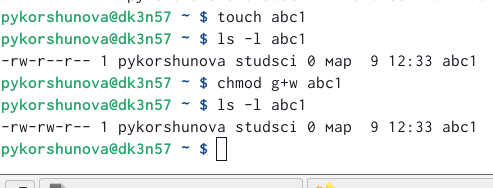 pykorshunova@dk3n57 ~ $ touch abc1
pykorshunova@dk3n57 ~ $ ls -l abc1
-rw-r--r-- 1 pykorshunova studsci 0 мар  9 12:33 abc1
pykorshunova@dk3n57 ~ $ chmod g+w abc1
pykorshunova@dk3n57 ~ $ ls -l abc1
-rw-rw-r-- 1 pykorshunova studsci 0 мар  9 12:33 abc1
pykorshunova@dk3n57 ~ $